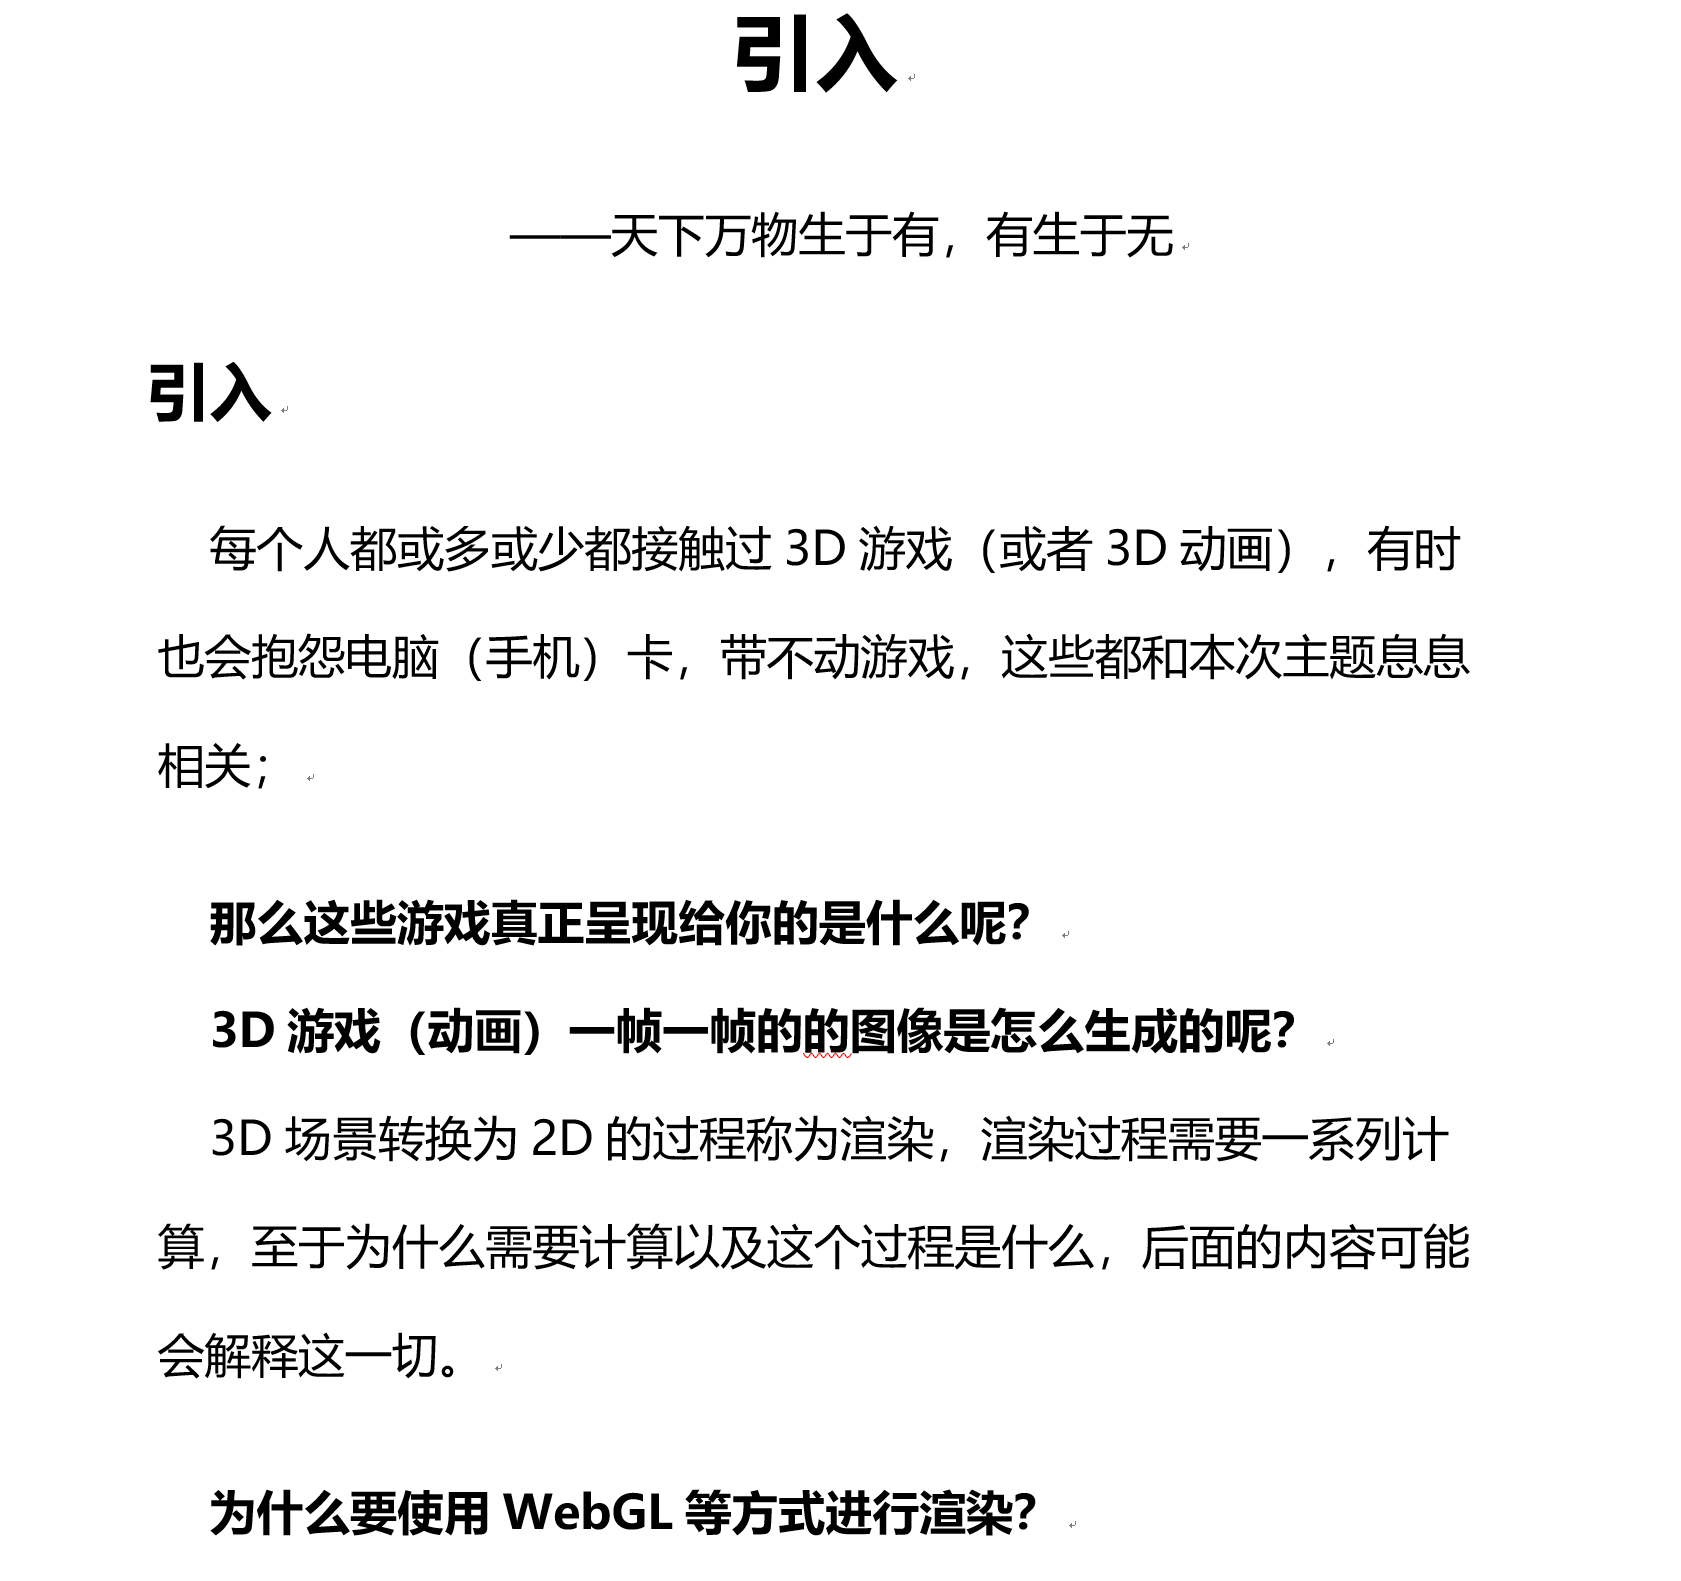 引入
——天下万物生于有，有生于无
引入
每个人都或多或少都接触过 3D 游戏（或者 3D 动画），有时
也会抱怨电脑（手机）卡，带不动游戏，这些都和本次主题息息
相关；
那么这些游戏真正呈现给你的是什么呢？
3D 游戏（动画）一帧一帧的的图像是怎么生成的呢？
3D 场景转换为 2D 的过程称为渲染，渲染过程需要一系列计
算，至于为什么需要计算以及这个过程是什么，后面的内容可能
会解释这一切。
为什么要使用 WebGL 等方式进行渲染？